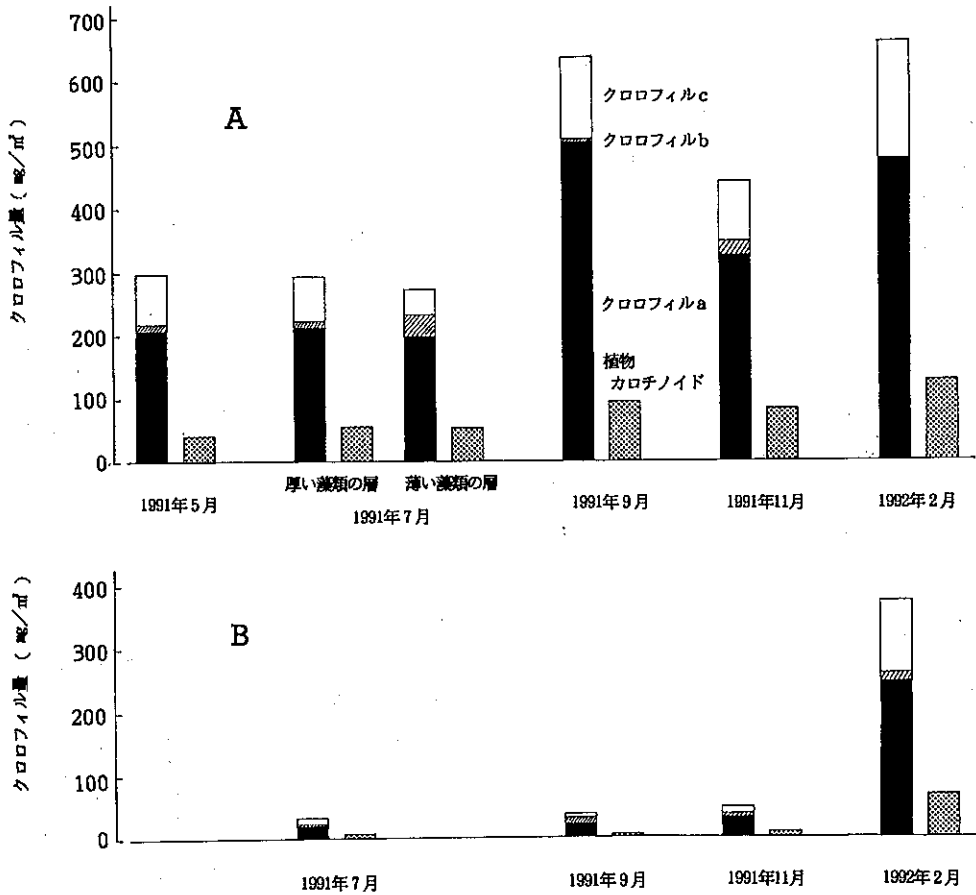 700
600
500
400
300
200
100
0
クロロフィル量（㎎／㎡）
A
クロロフィルc
クロロフィルb
クロロフィルa
植物
カロチノイド
厚い藻類の層
薄い藻類の層
1991年5月
1991年7月
1991年9月
1991年11月
1992年2月
400
300
200
100
0
クロロフィル量（㎎／㎡）
B
1991年7月
1991年9月
1991年11月
1992年2月